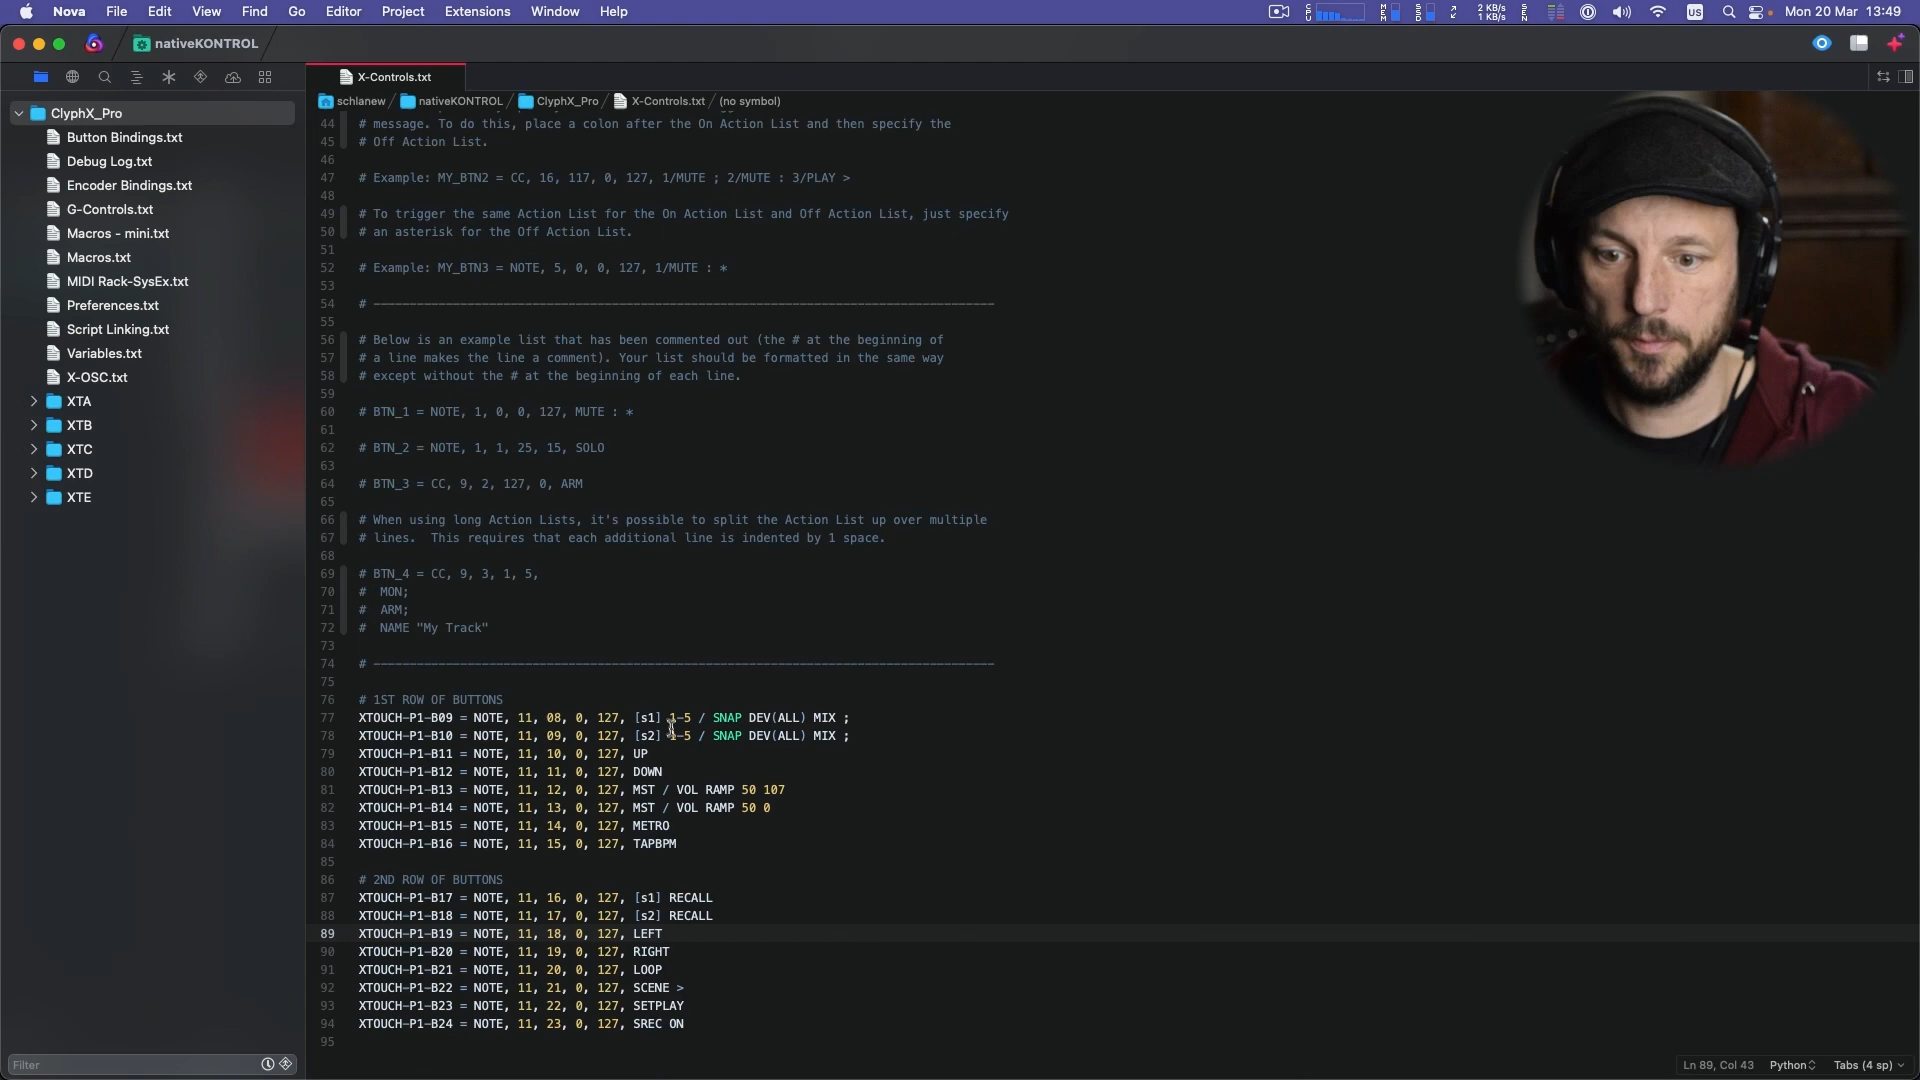 Nova File Edit View Find Go Editor Project Extensions Window Help
2 KB/s
1 KB/s
US
Mon 20 Mar 13:49
nativeKONTROL
X-Controls.txt
schlanew
nativeKONTROL
ClyphX_Pro
X-Controls.txt
(no symbol)
ClyphX_Pro
Button Bindings.txt
Debug Log.txt
Encoder Bindings.txt
G-Controls.txt
Macros - mini.txt
Macros.txt
MIDI Rack-SysEx.txt
Preferences.txt
Script Linking.txt
Variables.txt
X-OSC.txt
XTA
XTB
XTC
XTD
XTE
Filter
44 # message. To do this, place a colon after the On Action List and then specify the
45 # Off Action List.
46
47 # Example: MY_BTN2 = CC, 16, 117, 0, 127, 1/MUTE ; 2/MUTE : 3/PLAY >
48
49 # To trigger the same Action List for the On Action List and Off Action List, just specify
50 # an asterisk for the Off Action List.
51
52 # Example: MY_BTN3 = NOTE, 5, 0, 0, 127, 1/MUTE : *
53
54 # --------------------------------------------------------------------------------------
55
56 # Below is an example list that has been commented out (the # at the beginning of
57 # a line makes the line a comment). Your list should be formatted in the same way
58 # except without the # at the beginning of each line.
59
60 # BTN_1 = NOTE, 1, 0, 0, 127, MUTE : *
61
62 # BTN_2 = NOTE, 1, 1, 25, 15, SOLO
63
64 # BTN_3 = CC, 9, 2, 127, 0, ARM
65
66 # When using long Action Lists, it's possible to split the Action List up over multiple
67 # lines.  This requires that each additional line is indented by 1 space.
68
69 # BTN_4 = CC, 9, 3, 1, 5,
70 #  MON;
71 #  ARM;
72 #  NAME "My Track"
73
74 # --------------------------------------------------------------------------------------
75
76 # 1ST ROW OF BUTTONS
77 XTOUCH-P1-B09 = NOTE, 11, 08, 0, 127, [s1] 1-5 / SNAP DEV(ALL) MIX ;
78 XTOUCH-P1-B10 = NOTE, 11, 09, 0, 127, [s2] 1-5 / SNAP DEV(ALL) MIX ;
79 XTOUCH-P1-B11 = NOTE, 11, 10, 0, 127, UP
80 XTOUCH-P1-B12 = NOTE, 11, 11, 0, 127, DOWN
81 XTOUCH-P1-B13 = NOTE, 11, 12, 0, 127, MST / VOL RAMP 50 107
82 XTOUCH-P1-B14 = NOTE, 11, 13, 0, 127, MST / VOL RAMP 50 0
83 XTOUCH-P1-B15 = NOTE, 11, 14, 0, 127, METRO
84 XTOUCH-P1-B16 = NOTE, 11, 15, 0, 127, TAPBPM
85
86 # 2ND ROW OF BUTTONS
87 XTOUCH-P1-B17 = NOTE, 11, 16, 0, 127, [s1] RECALL
88 XTOUCH-P1-B18 = NOTE, 11, 17, 0, 127, [s2] RECALL
89 XTOUCH-P1-B19 = NOTE, 11, 18, 0, 127, LEFT
90 XTOUCH-P1-B20 = NOTE, 11, 19, 0, 127, RIGHT
91 XTOUCH-P1-B21 = NOTE, 11, 20, 0, 127, LOOP
92 XTOUCH-P1-B22 = NOTE, 11, 21, 0, 127, SCENE >
93 XTOUCH-P1-B23 = NOTE, 11, 22, 0, 127, SETPLAY
94 XTOUCH-P1-B24 = NOTE, 11, 23, 0, 127, SREC ON
95
Ln 89, Col 43 Python Tabs (4 sp)